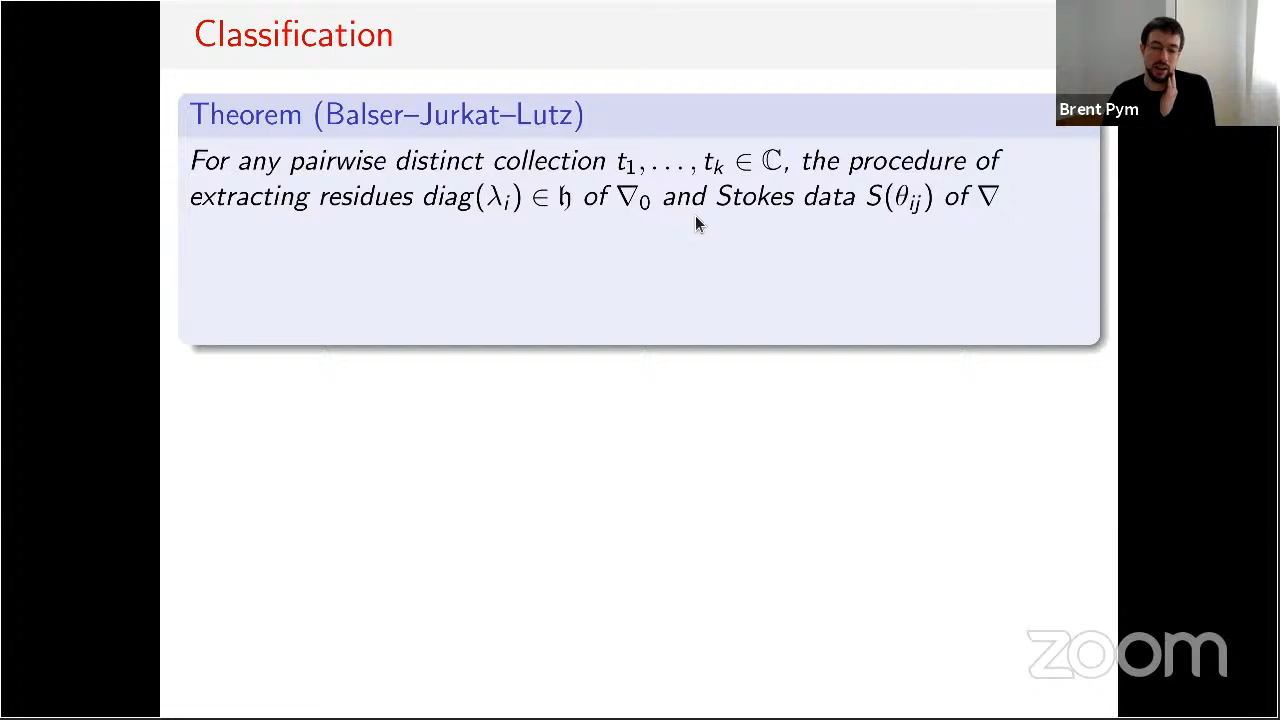 Classification
Brent Pym
Theorem (Balser–Jurkat–Lutz)
For any pairwise distinct collection t₁, . . . , tₖ ∈ ℂ, the procedure of
extracting residues diag(λᵢ) ∈ 𝔥 of ∇₀ and Stokes data S(θᵢⱼ) of ∇
zoom